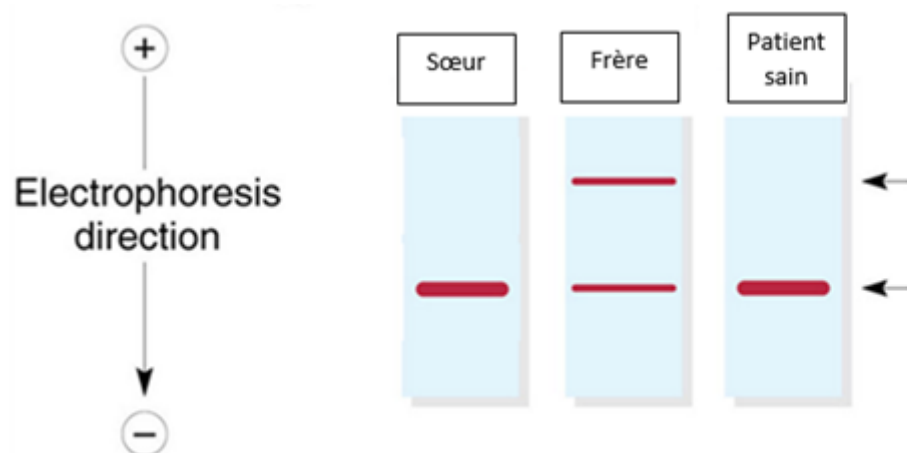 +
Electrophoresis
direction
−
Sœur
Frère
Patient
sain